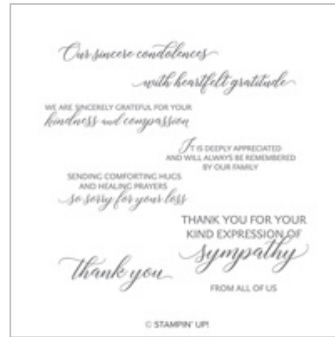 Our sincere condolences
with heartfelt gratitude
WE ARE SINCERELY GRATEFUL FOR YOUR
kindness and compassion
IT IS DEEPLY APPRECIATED
AND WILL ALWAYS BE REMEMBERED
BY OUR FAMILY
SENDING COMFORTING HUGS
AND HEALING PRAYERS
so sorry for your loss
THANK YOU FOR YOUR
KIND EXPRESSION OF
sympathy
thank you
FROM ALL OF US
© STAMPIN' UP!